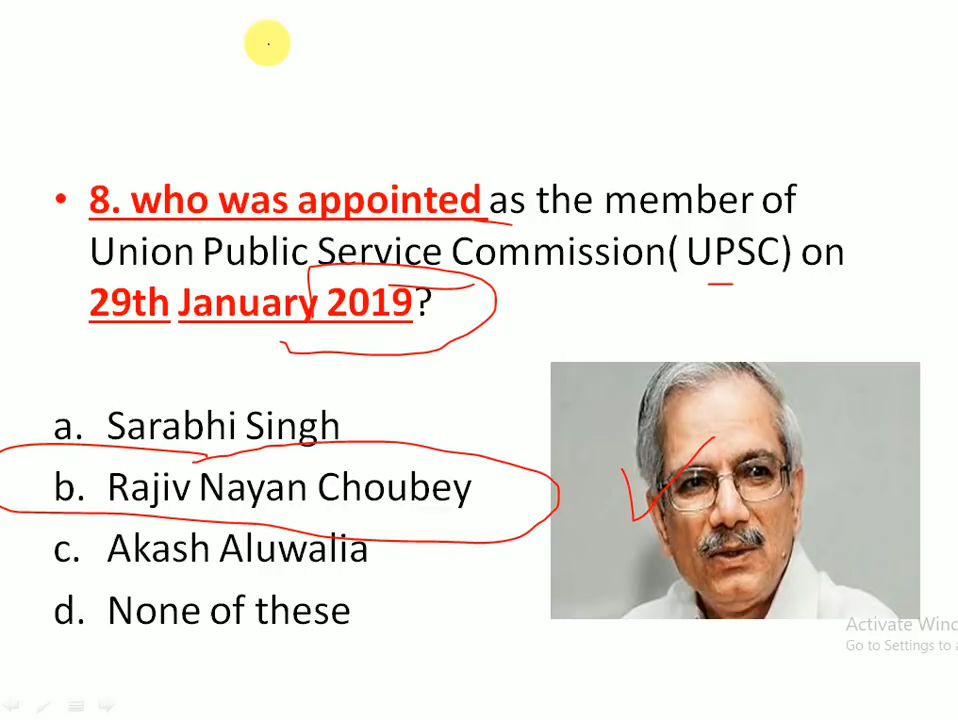 • 8. who was appointed as the member of
Union Public Service Commission( UPSC) on
29th January 2019?
a. Sarabhi Singh
b. Rajiv Nayan Choubey
c. Akash Aluwalia
d. None of these
Activate Winc
Go to Settings to a